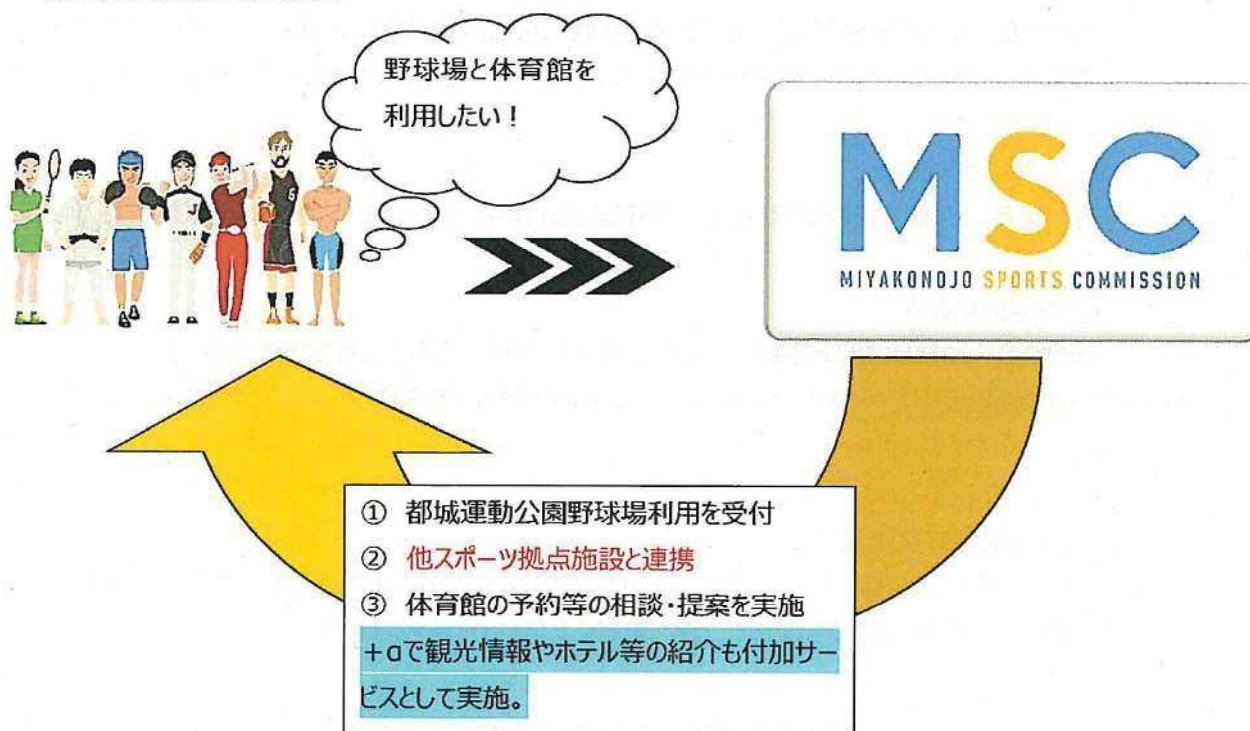 野球場と体育館を
利用したい！
MSC
MIYAKONOJO SPORTS COMMISSION
① 都城運動公園野球場利用を受付
② 他スポーツ拠点施設と連携
③ 体育館の予約等の相談・提案を実施
+αで観光情報やホテル等の紹介も付加サー
ビスとして実施。